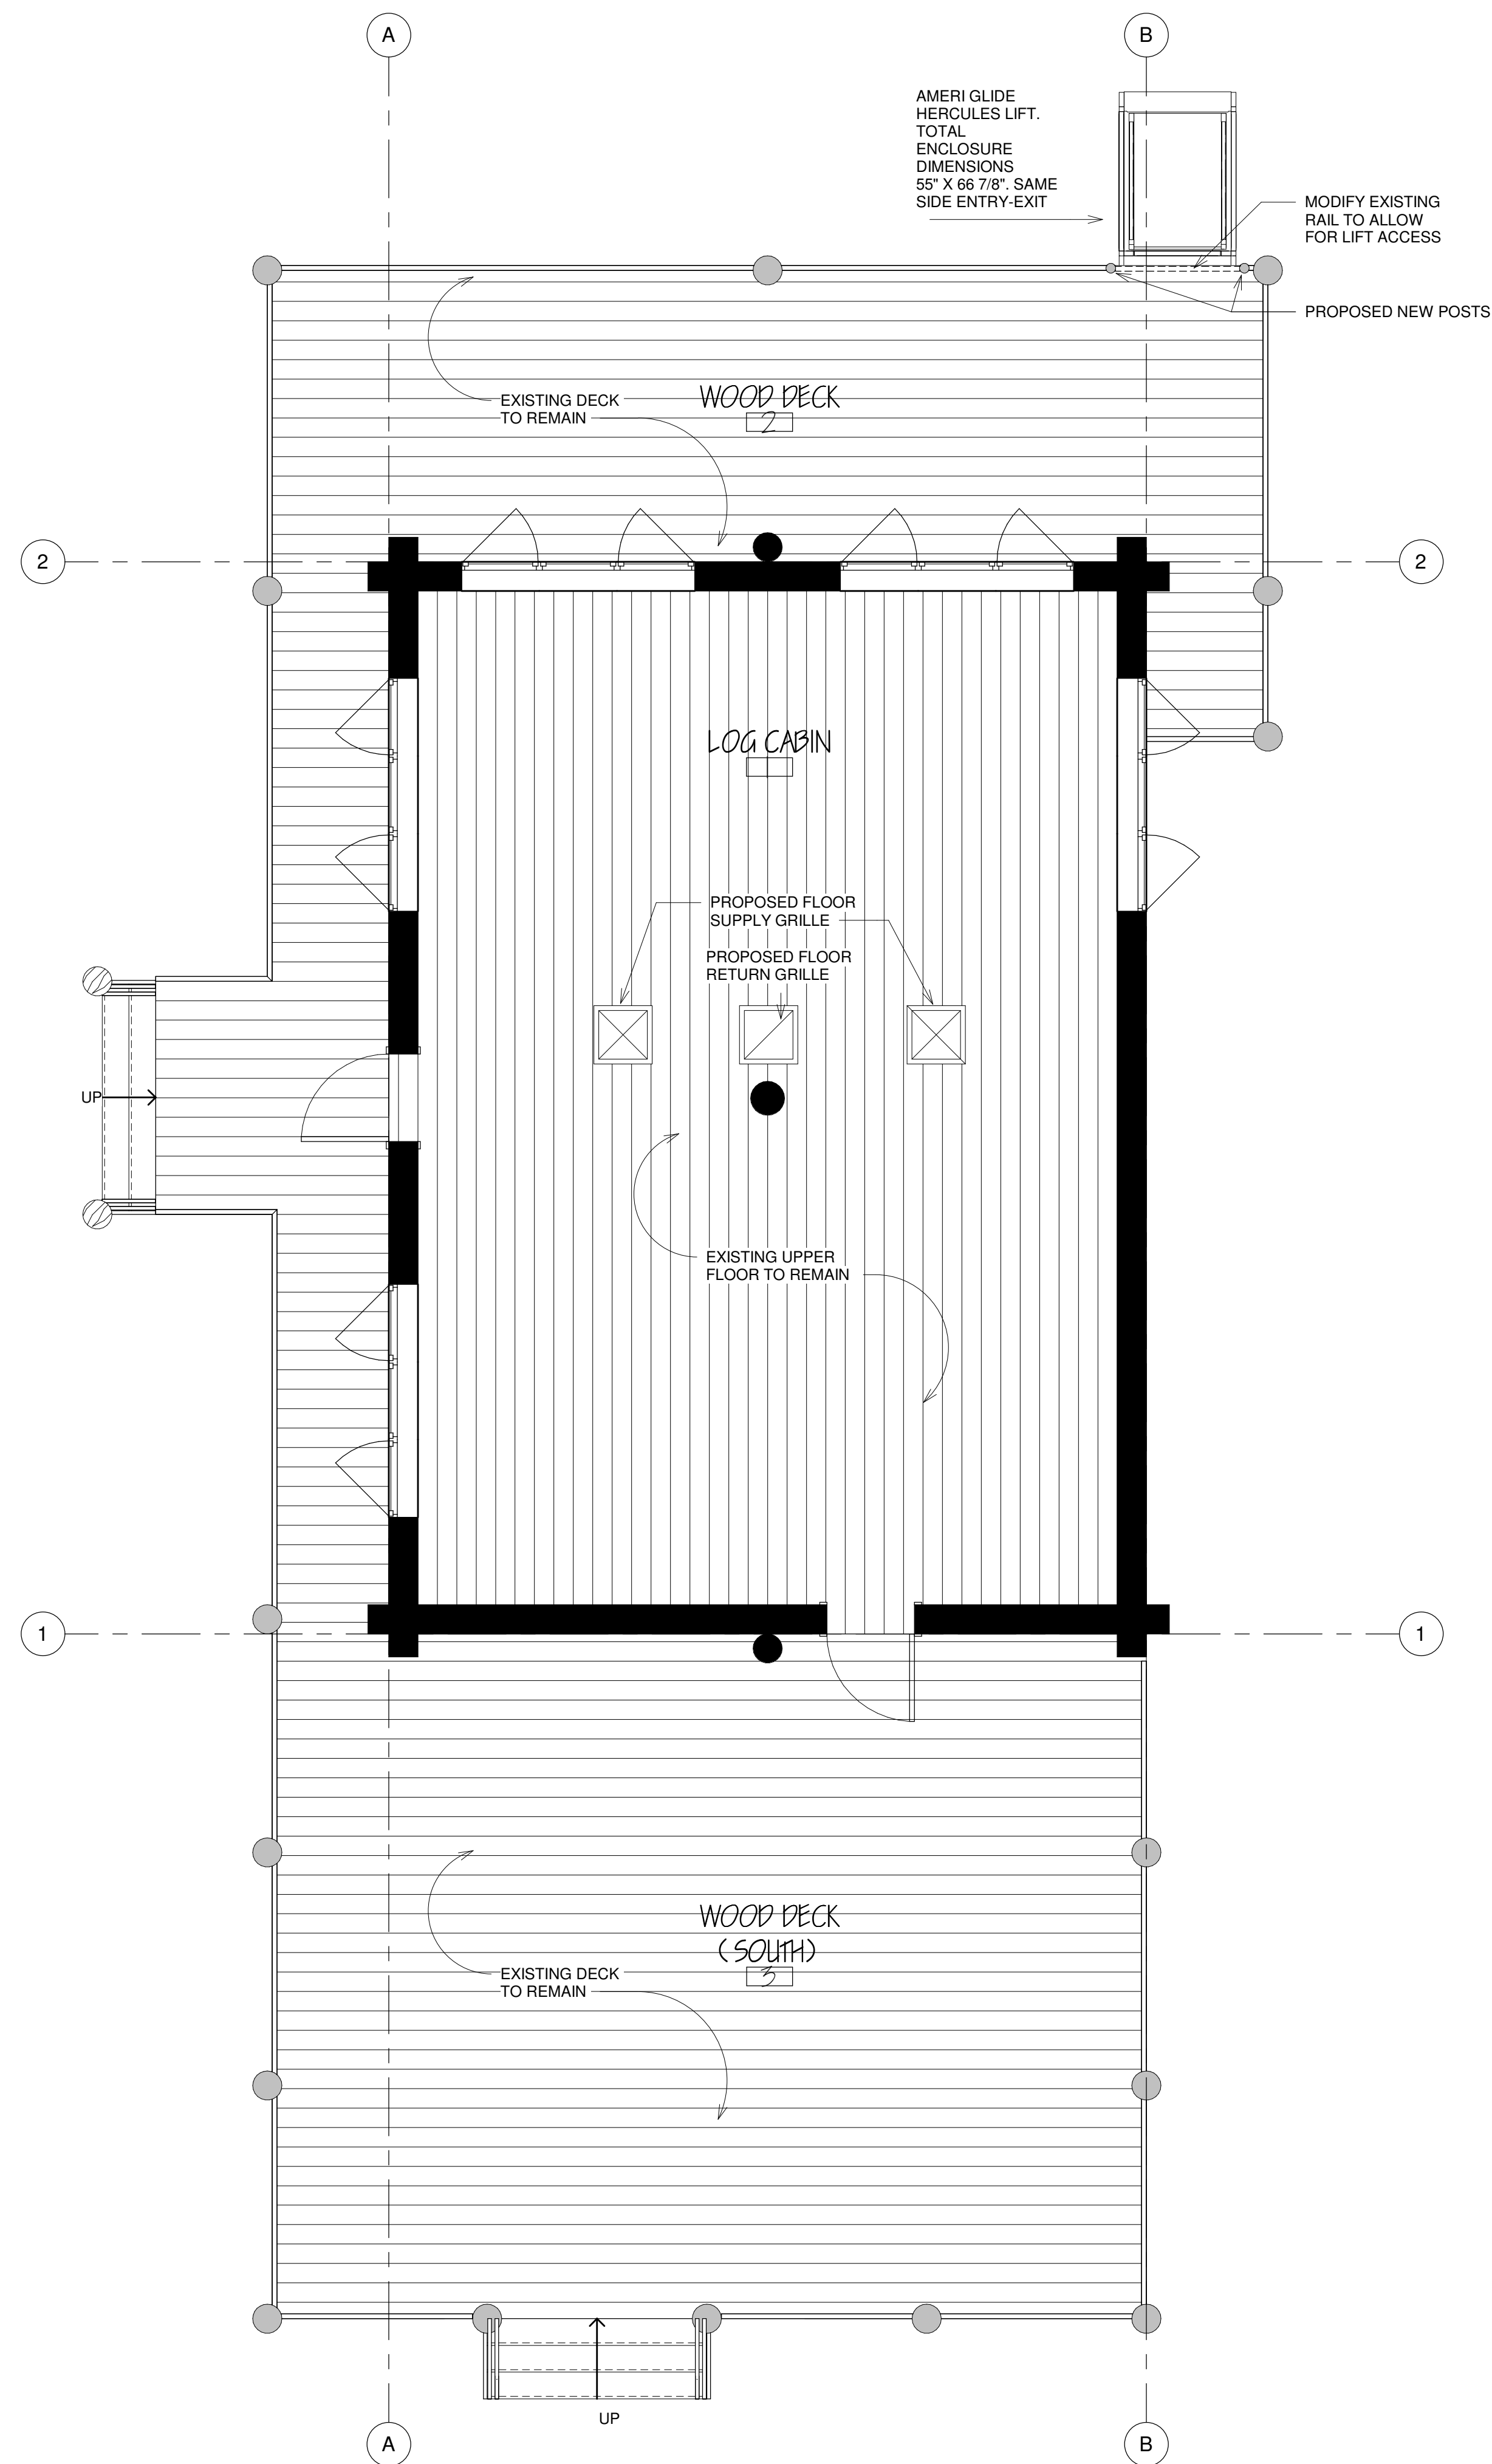 A
B
AMERI GLIDE
HERCULES LIFT.
TOTAL
ENCLOSURE
DIMENSIONS
55" X 66 7/8". SAME
SIDE ENTRY-EXIT
MODIFY EXISTING
RAIL TO ALLOW
FOR LIFT ACCESS
PROPOSED NEW POSTS
WOOD DECK
2
EXISTING DECK
TO REMAIN
2
2
LOG CABIN
1
PROPOSED FLOOR
SUPPLY GRILLE
PROPOSED FLOOR
RETURN GRILLE
UP
EXISTING UPPER
FLOOR TO REMAIN
1
1
WOOD DECK
(SOUTH)
3
EXISTING DECK
TO REMAIN
UP
A
B